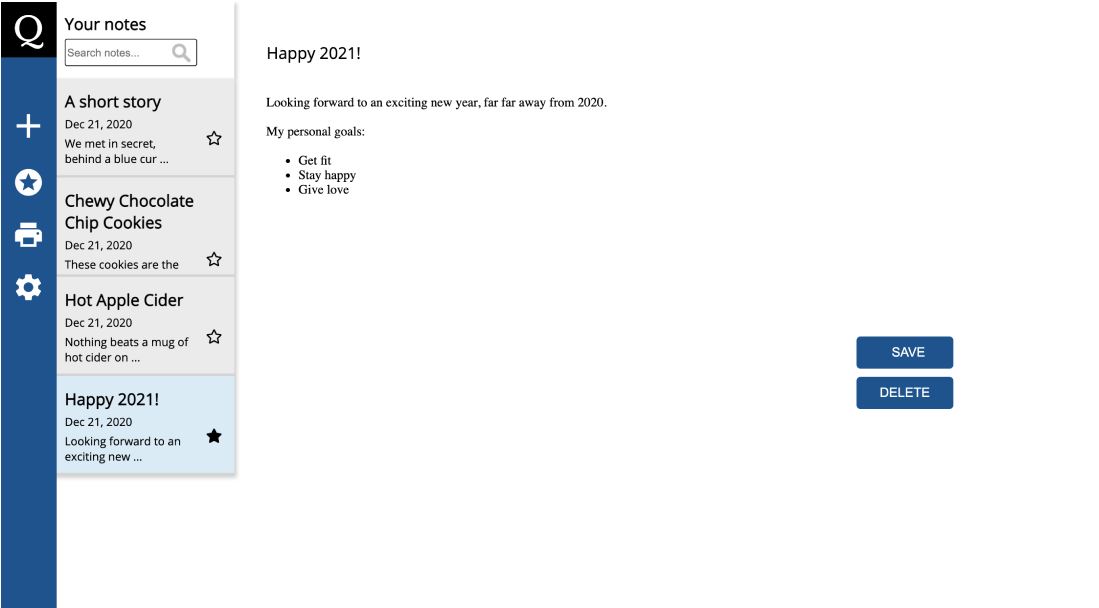 Q
Your notes
Search notes...
A short story
Dec 21, 2020
We met in secret,
behind a blue cur ...
Chewy Chocolate
Chip Cookies
Dec 21, 2020
These cookies are the
Hot Apple Cider
Dec 21, 2020
Nothing beats a mug of
hot cider on ...
Happy 2021!
Dec 21, 2020
Looking forward to an
exciting new ...
Happy 2021!
Looking forward to an exciting new year, far far away from 2020.
My personal goals:
• Get fit
• Stay happy
• Give love
SAVE
DELETE